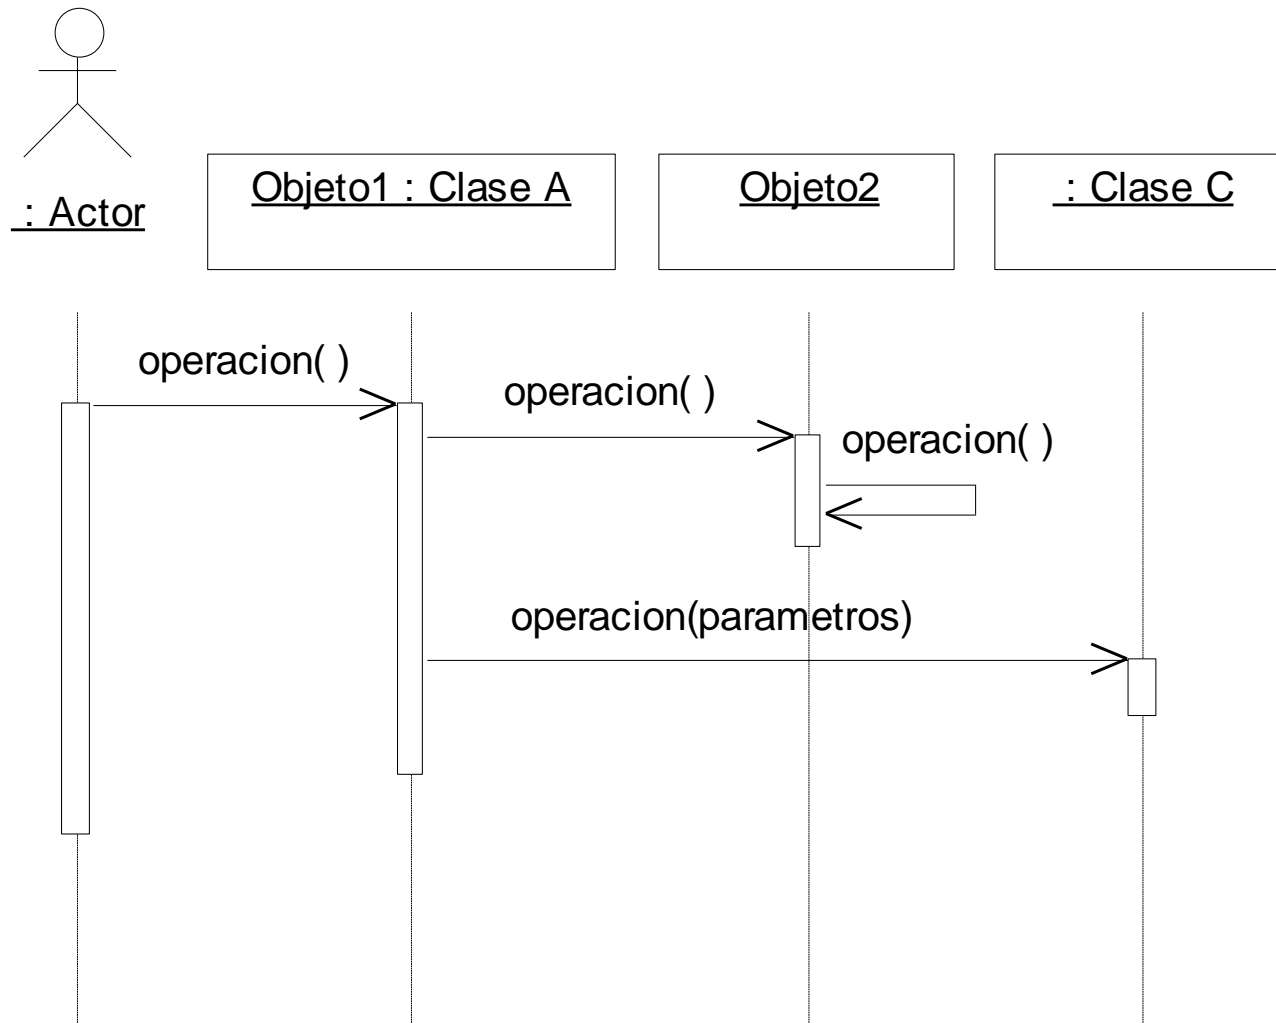 : Actor
Objeto1 : Clase A
Objeto2
: Clase C
operacion( )
operacion( )
operacion( )
operacion(parametros)